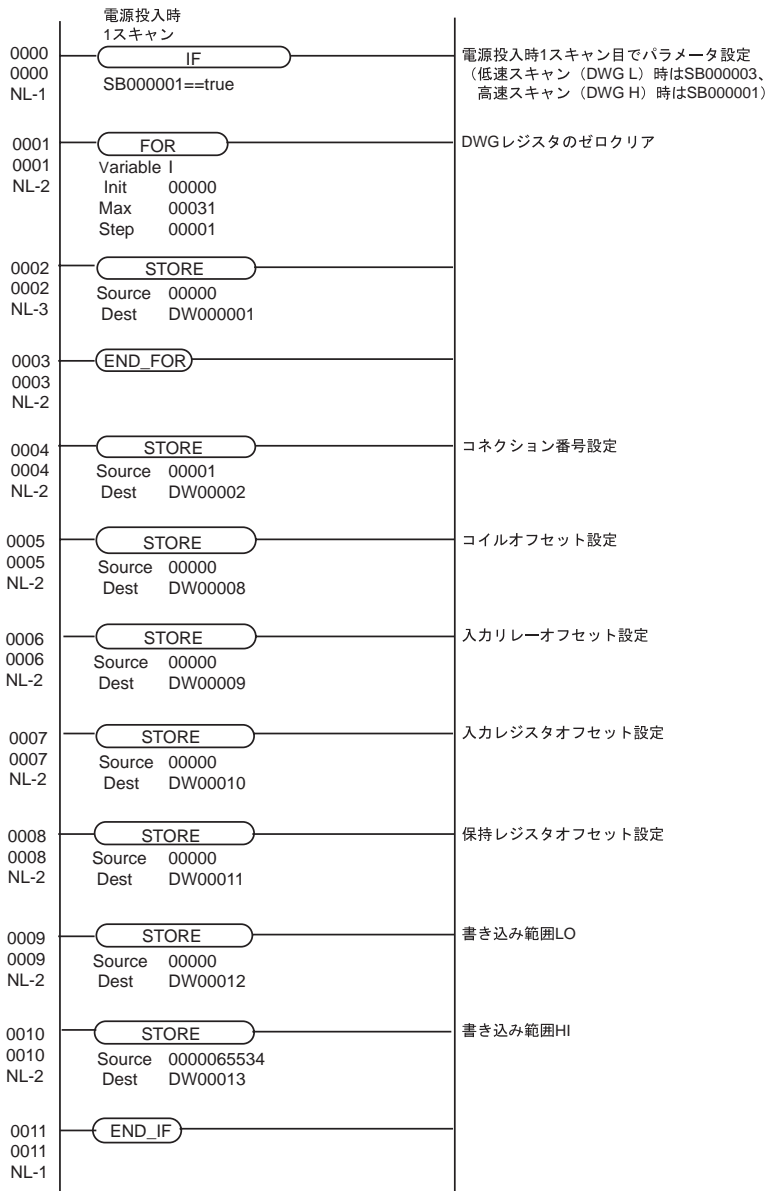 電源投入時
1スキャン
0000
0000
NL-1
IF
SB000001==true
電源投入時1スキャン目でパラメータ設定
（低速スキャン（DWG L）時はSB000003、
高速スキャン（DWG H）時はSB000001）
0001
0001
NL-2
FOR
Variable I
Init 00000
Max 00031
Step 00001
DWGレジスタのゼロクリア
0002
0002
NL-3
STORE
Source 00000
Dest DW000001
0003
0003
NL-2
END_FOR
0004
0004
NL-2
STORE
Source 00001
Dest DW00002
コネクション番号設定
0005
0005
NL-2
STORE
Source 00000
Dest DW00008
コイルオフセット設定
0006
0006
NL-2
STORE
Source 00000
Dest DW00009
入力リレーオフセット設定
0007
0007
NL-2
STORE
Source 00000
Dest DW00010
入力レジスタオフセット設定
0008
0008
NL-2
STORE
Source 00000
Dest DW00011
保持レジスタオフセット設定
0009
0009
NL-2
STORE
Source 00000
Dest DW00012
書き込み範囲LO
0010
0010
NL-2
STORE
Source 0000065534
Dest DW00013
書き込み範囲HI
0011
0011
NL-1
END_IF